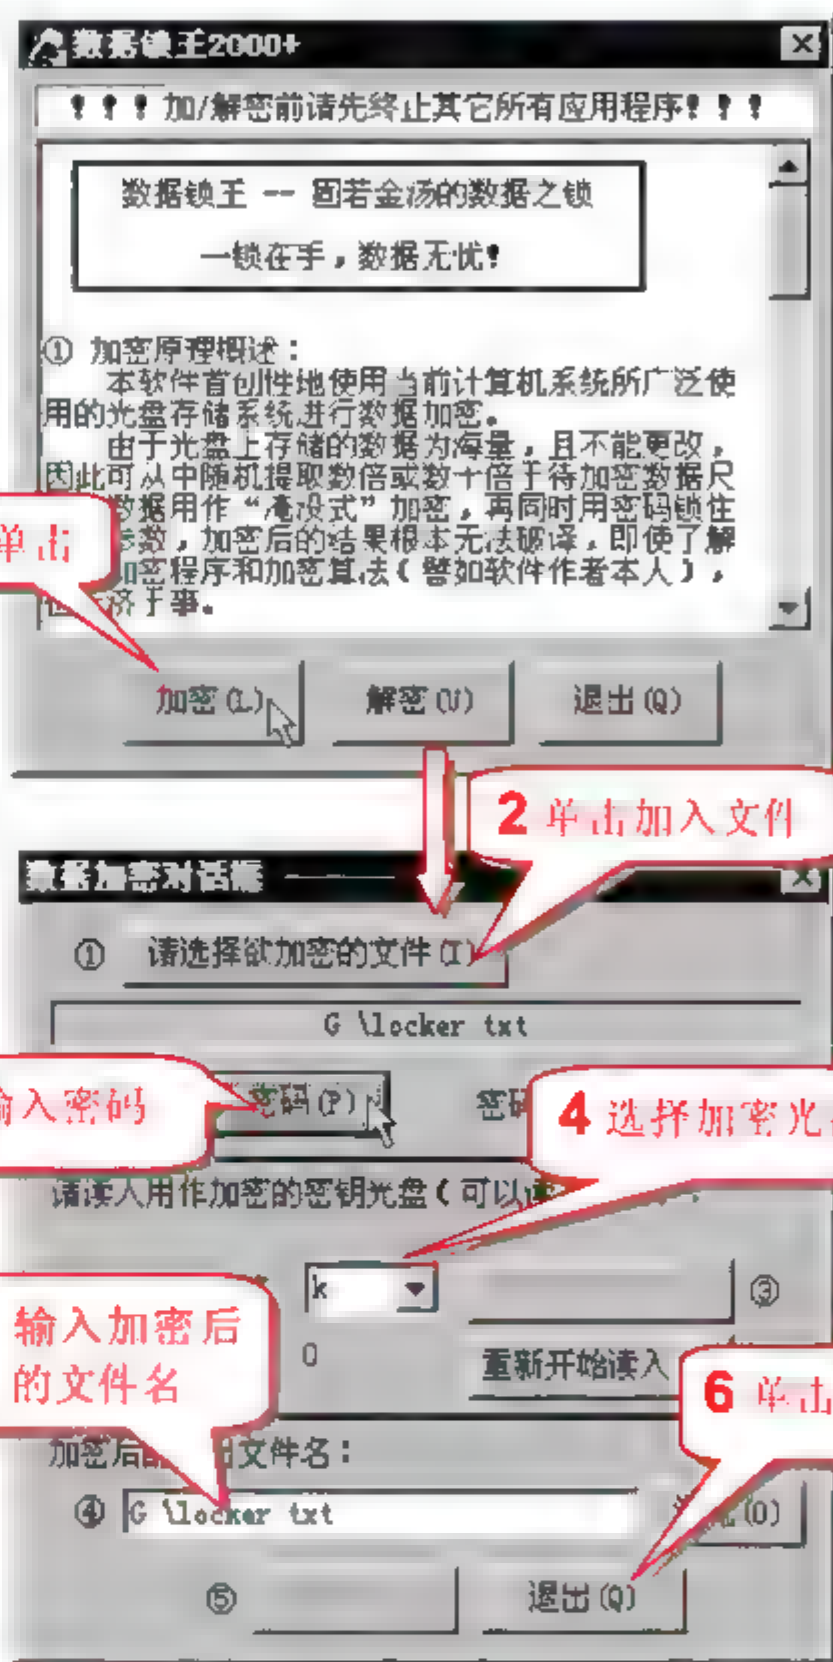 数据锁王2000+
！！！加/解密前请先终止其它所有应用程序！！！
数据锁王 -- 固若金汤的数据之锁
一锁在手，数据无忧！
① 加密原理概述：
本软件首创性地使用当前计算机系统所广泛使
用的光盘存储系统进行数据加密。
由于光盘上存储的数据为海量，且不能更改，
因此可从中随机提取数倍或数十倍于待加密数据尺
数据用作“淹没式”加密，再同时用密码锁住
参数，加密后的结果根本无法破译，即使了解
加密程序和加密算法（譬如软件作者本人），
济于事。
单击
加密(L) 解密(U) 退出(Q)
2 单击加入文件
数据加密对话框
① 请选择欲加密的文件(I)
G \locker txt
输入密码
密码(P) 密码
4 选择加密光
请读入用作加密的密钥光盘（可以读
k ③
输入加密后
的文件名
0 重新开始读入
6 单击
加密后 文件名：
④ G \locker txt (O)
⑤ 退出(Q)